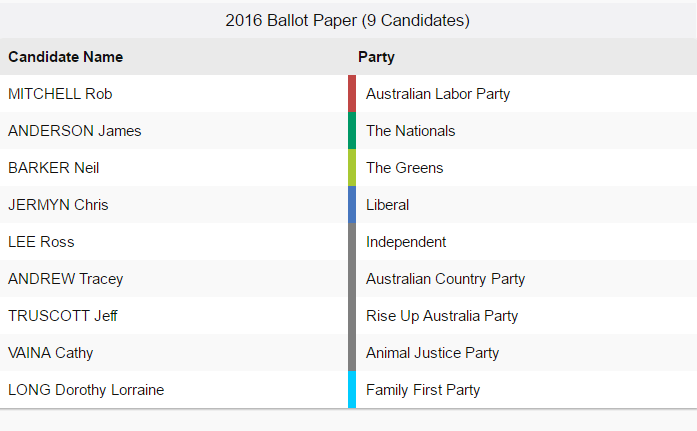 2016 Ballot Paper (9 Candidates)
Candidate Name Party
MITCHELL Rob Australian Labor Party
ANDERSON James The Nationals
BARKER Neil The Greens
JERMYN Chris Liberal
LEE Ross Independent
ANDREW Tracey Australian Country Party
TRUSCOTT Jeff Rise Up Australia Party
VAINA Cathy Animal Justice Party
LONG Dorothy Lorraine Family First Party